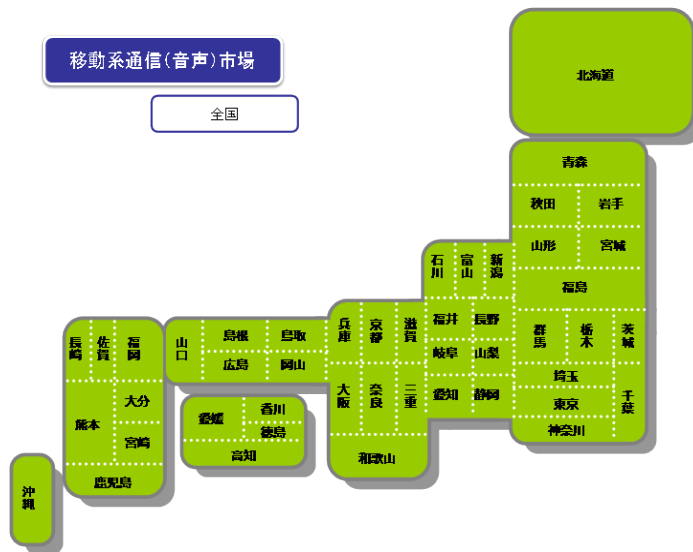 移動系通信(音声)市場
全国
北海道
青森
秋田
岩手
山形
宮城
福島
石川
富山
新潟
福井
長野
岐阜
山梨
愛知
静岡
群馬
栃木
茨城
埼玉
東京
千葉
神奈川
兵庫
京都
滋賀
大阪
奈良
三重
和歌山
山口
島根
鳥取
広島
岡山
愛媛
香川
徳島
高知
長崎
佐賀
福岡
熊本
大分
宮崎
鹿児島
沖縄